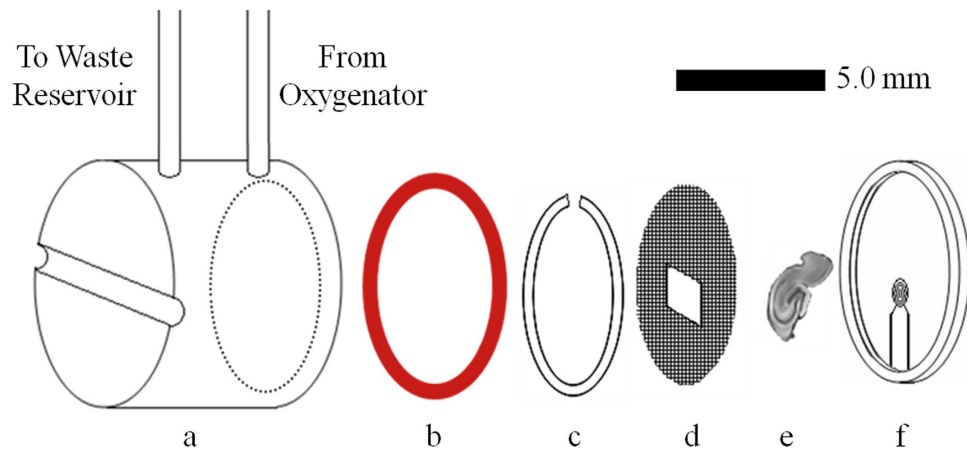 To Waste
Reservoir
From
Oxygenator
5.0 mm
a
b
c
d
e
f